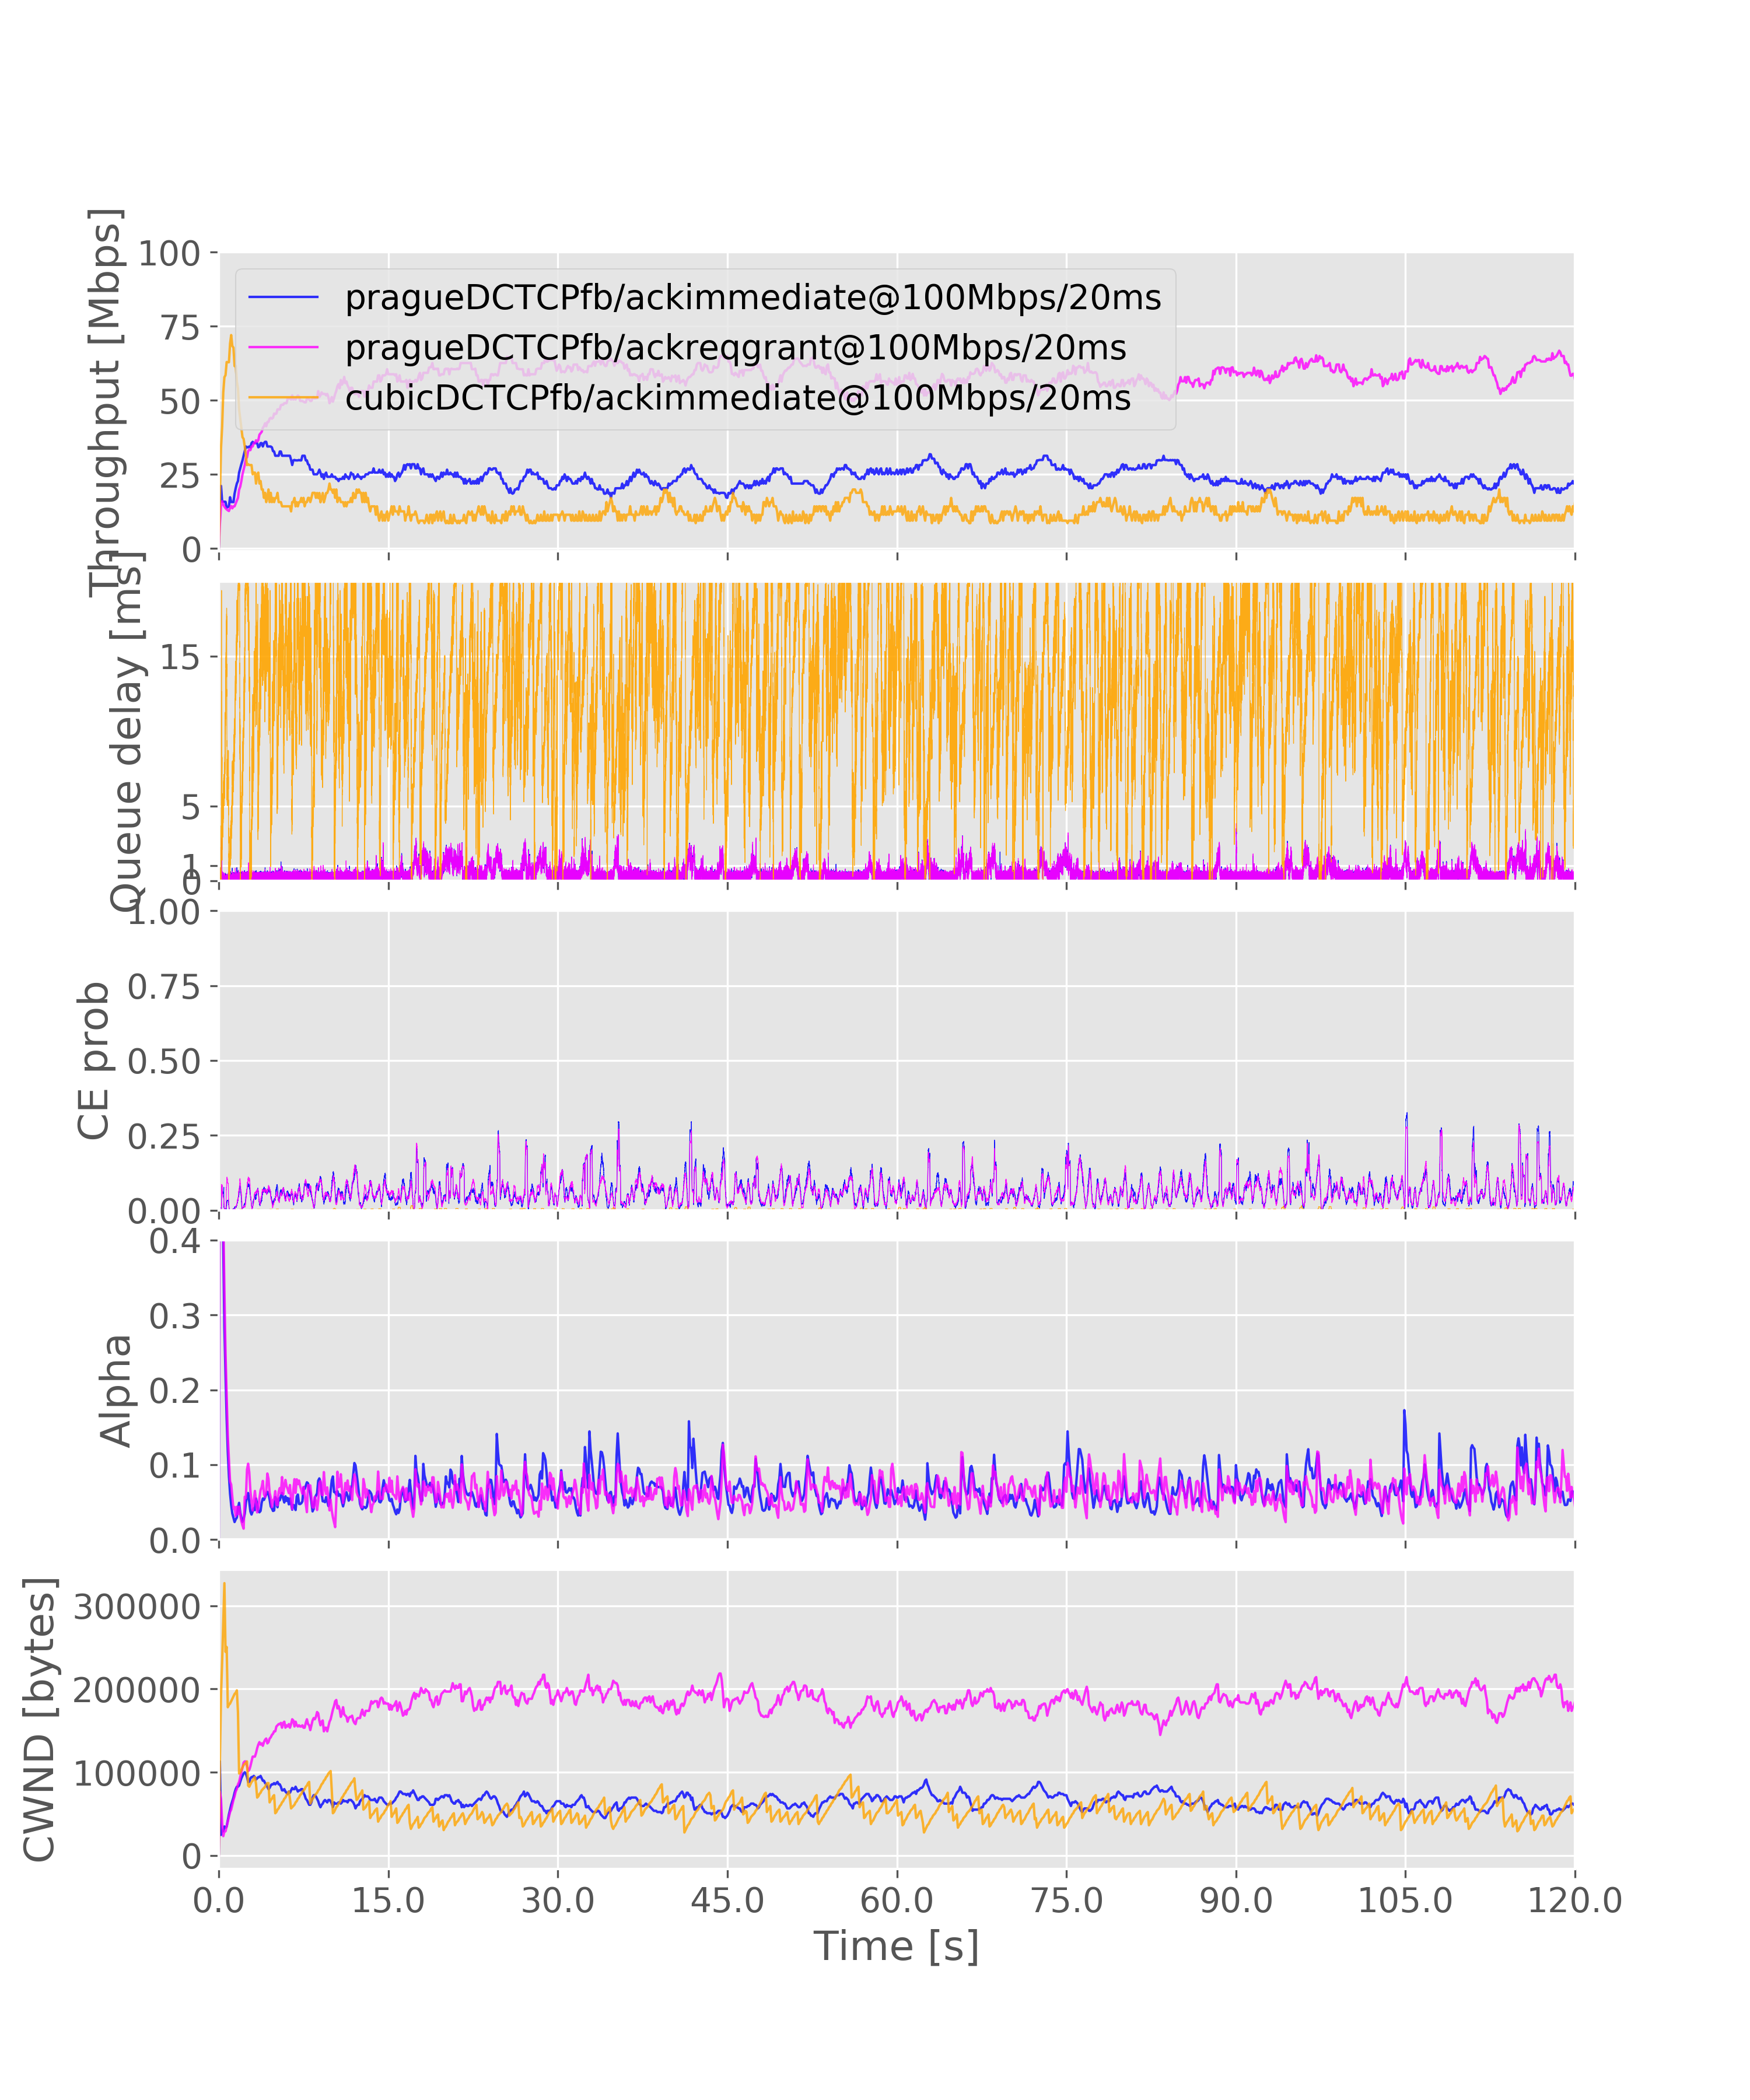 Throughput [Mbps]
100
75
50
25
0
pragueDCTCPfb/ackimmediate@100Mbps/20ms
pragueDCTCPfb/ackreqgrant@100Mbps/20ms
cubicDCTCPfb/ackimmediate@100Mbps/20ms
Queue delay [ms]
15
5
1
0
CE prob
1.00
0.75
0.50
0.25
0.00
Alpha
0.4
0.3
0.2
0.1
0.0
CWND [bytes]
300000
200000
100000
0
0.0 15.0 30.0 45.0 60.0 75.0 90.0 105.0 120.0
Time [s]